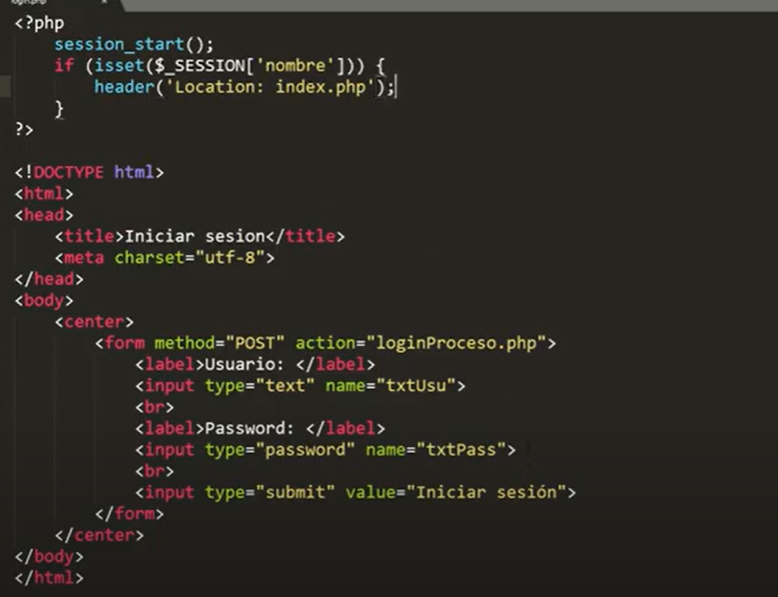 login.php
<?php
    session_start();
    if (isset($_SESSION['nombre'])) {
        header('Location: index.php');
    }
?>

<!DOCTYPE html>
<html>
<head>
    <title>Iniciar sesion</title>
    <meta charset="utf-8">
</head>
<body>
    <center>
        <form method="POST" action="loginProceso.php">
            <label>Usuario: </label>
            <input type="text" name="txtUsu">
            <br>
            <label>Password: </label>
            <input type="password" name="txtPass">
            <br>
            <input type="submit" value="Iniciar sesión">
        </form>
    </center>
</body>
</html>